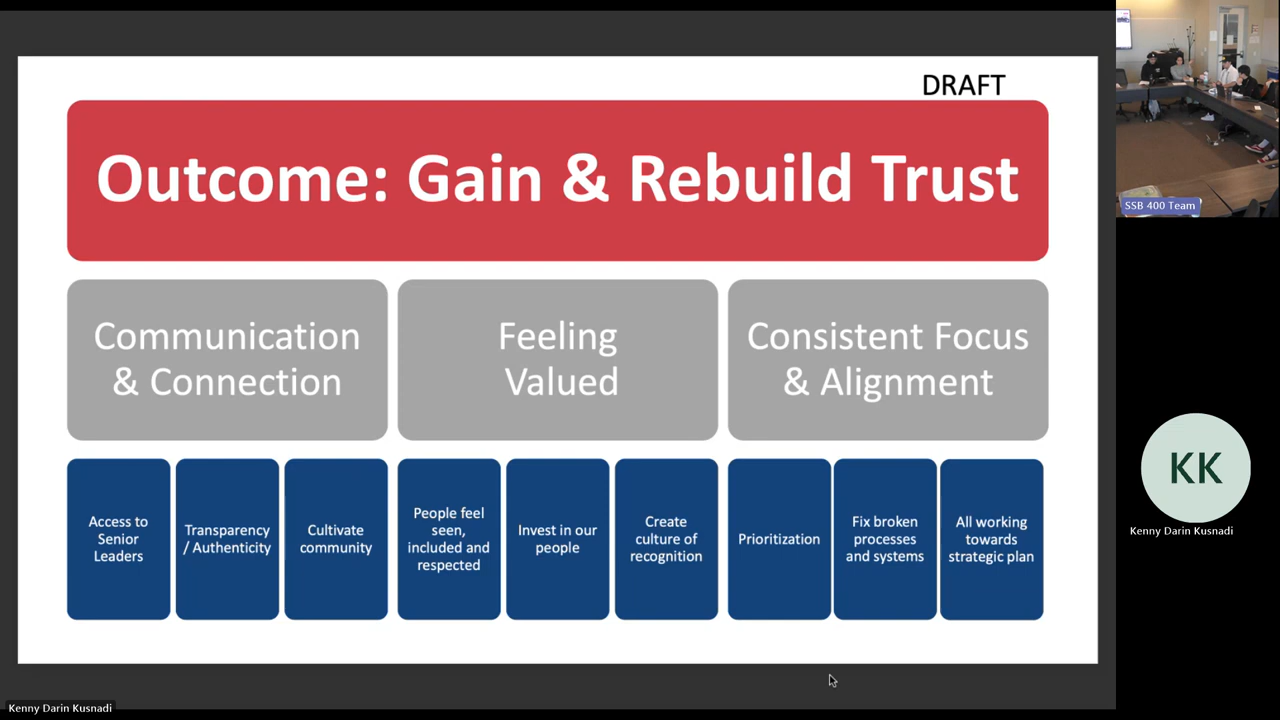 DRAFT
Outcome: Gain & Rebuild Trust
Communication
& Connection
Feeling
Valued
Consistent Focus
& Alignment
Access to
Senior
Leaders
Transparency
/ Authenticity
Cultivate
community
People feel
seen,
included and
respected
Invest in our
people
Create
culture of
recognition
Prioritization
Fix broken
processes
and systems
All working
towards
strategic plan
SSB 400 Team
KK
Kenny Darin Kusnadi
Kenny Darin Kusnadi